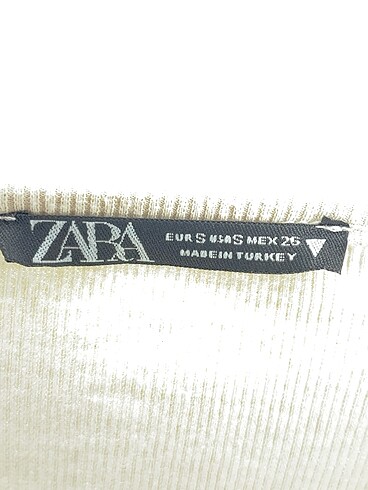 ZARA
EUR S USA S MEX 26
MADE IN TURKEY